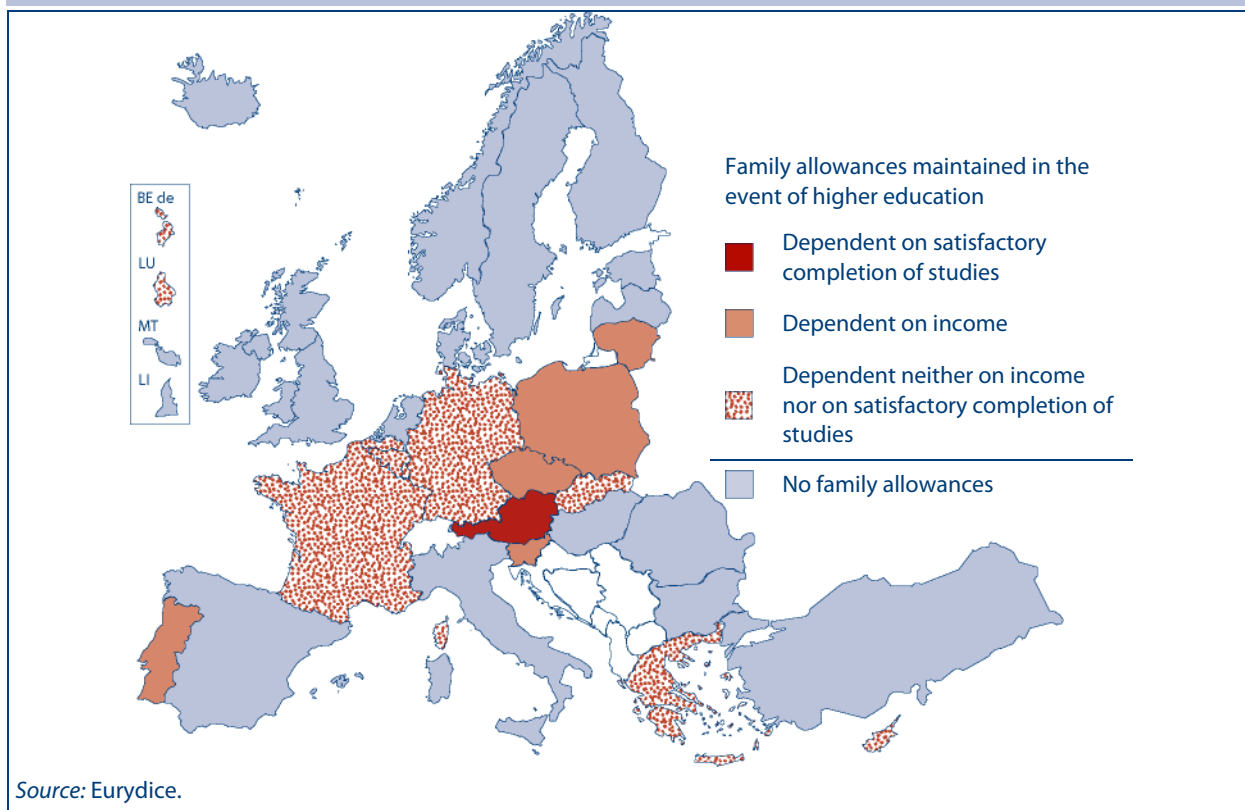 BE de
LU
MT
LI
Family allowances maintained in the
event of higher education
Dependent on satisfactory
completion of studies
Dependent on income
Dependent neither on income
nor on satisfactory completion of
studies
No family allowances
Source: Eurydice.